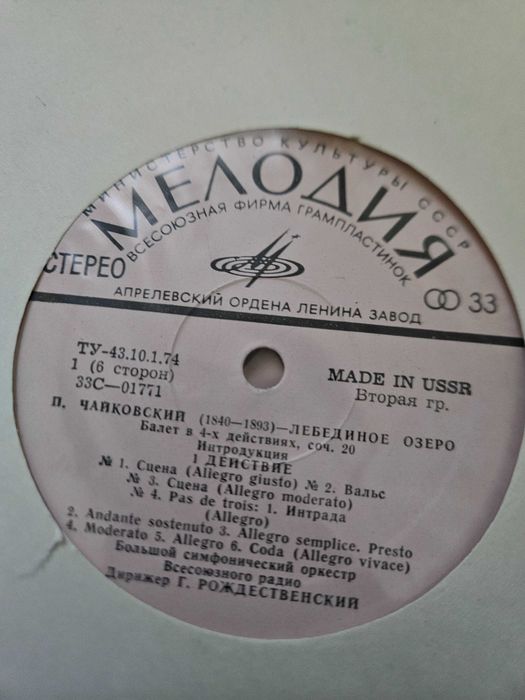 МИНИСТЕРСТВО КУЛЬТУРЫ СССР
МЕЛОДИЯ
ВСЕСОЮЗНАЯ ФИРМА ГРАМПЛАСТИНОК
СТЕРЕО
33
АПРЕЛЕВСКИЙ ОРДЕНА ЛЕНИНА ЗАВОД
ТУ-43.10.1.74
1 (6 сторон)
33С—01771
MADE IN USSR
Вторая гр.
П. ЧАЙКОВСКИЙ (1840—1893)—ЛЕБЕДИНОЕ ОЗЕРО
Балет в 4-х действиях, соч. 20
Интродукция
1 ДЕЙСТВИЕ
№ 1. Сцена (Allegro giusto) № 2. Вальс
№ 3. Сцена (Allegro moderato)
№ 4. Pas de trois: 1. Интрада
(Allegro)
2. Andante sostenuto 3. Allegro semplice. Presto
4. Moderato 5. Allegro 6. Coda (Allegro vivace)
Большой симфонический оркестр
Всесоюзного радио
Дирижер Г. РОЖДЕСТВЕНСКИЙ